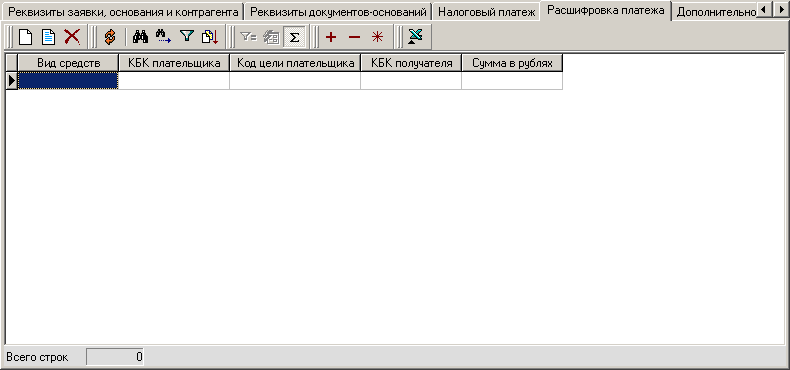 Реквизиты заявки, основания и контрагента Реквизиты документов-оснований Налоговый платеж Расшифровка платежа Дополнительно
Σ
Вид средств КБК плательщика Код цели плательщика КБК получателя Сумма в рублях
Всего строк 0